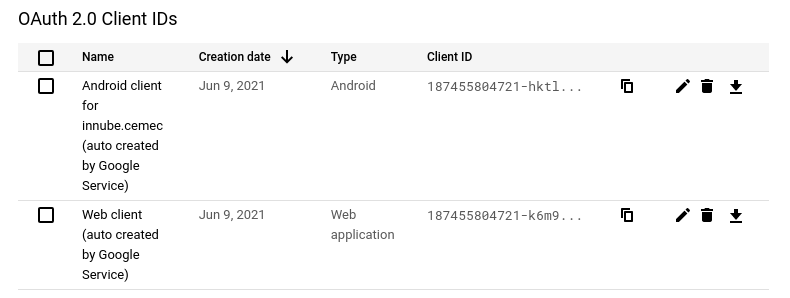 OAuth 2.0 Client IDs
Name Creation date Type Client ID
Android client Jun 9, 2021 Android 187455804721-hktl...
for
innube.cemec
(auto created
by Google
Service)
Web client Jun 9, 2021 Web 187455804721-k6m9...
(auto created application
by Google
Service)